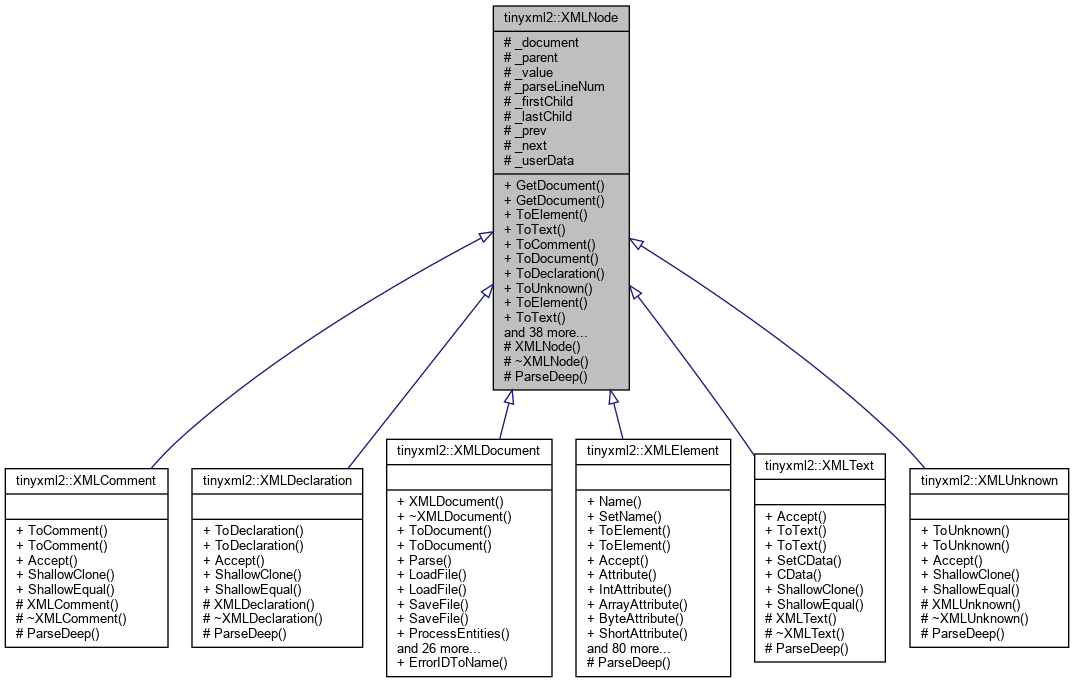 tinyxml2::XMLNode
# _document
# _parent
# _value
# _parseLineNum
# _firstChild
# _lastChild
# _prev
# _next
# _userData
+ GetDocument()
+ GetDocument()
+ ToElement()
+ ToText()
+ ToComment()
+ ToDocument()
+ ToDeclaration()
+ ToUnknown()
+ ToElement()
+ ToText()
and 38 more...
# XMLNode()
# ~XMLNode()
# ParseDeep()
tinyxml2::XMLComment
+ ToComment()
+ ToComment()
+ Accept()
+ ShallowClone()
+ ShallowEqual()
# XMLComment()
# ~XMLComment()
# ParseDeep()
tinyxml2::XMLDeclaration
+ ToDeclaration()
+ ToDeclaration()
+ Accept()
+ ShallowClone()
+ ShallowEqual()
# XMLDeclaration()
# ~XMLDeclaration()
# ParseDeep()
tinyxml2::XMLDocument
+ XMLDocument()
+ ~XMLDocument()
+ ToDocument()
+ ToDocument()
+ Parse()
+ LoadFile()
+ LoadFile()
+ SaveFile()
+ SaveFile()
+ ProcessEntities()
and 26 more...
+ ErrorIDToName()
tinyxml2::XMLElement
+ Name()
+ SetName()
+ ToElement()
+ ToElement()
+ Accept()
+ Attribute()
+ IntAttribute()
+ ArrayAttribute()
+ ByteAttribute()
+ ShortAttribute()
and 80 more...
# ParseDeep()
tinyxml2::XMLText
+ Accept()
+ ToText()
+ ToText()
+ SetCData()
+ CData()
+ ShallowClone()
+ ShallowEqual()
# XMLText()
# ~XMLText()
# ParseDeep()
tinyxml2::XMLUnknown
+ ToUnknown()
+ ToUnknown()
+ Accept()
+ ShallowClone()
+ ShallowEqual()
# XMLUnknown()
# ~XMLUnknown()
# ParseDeep()